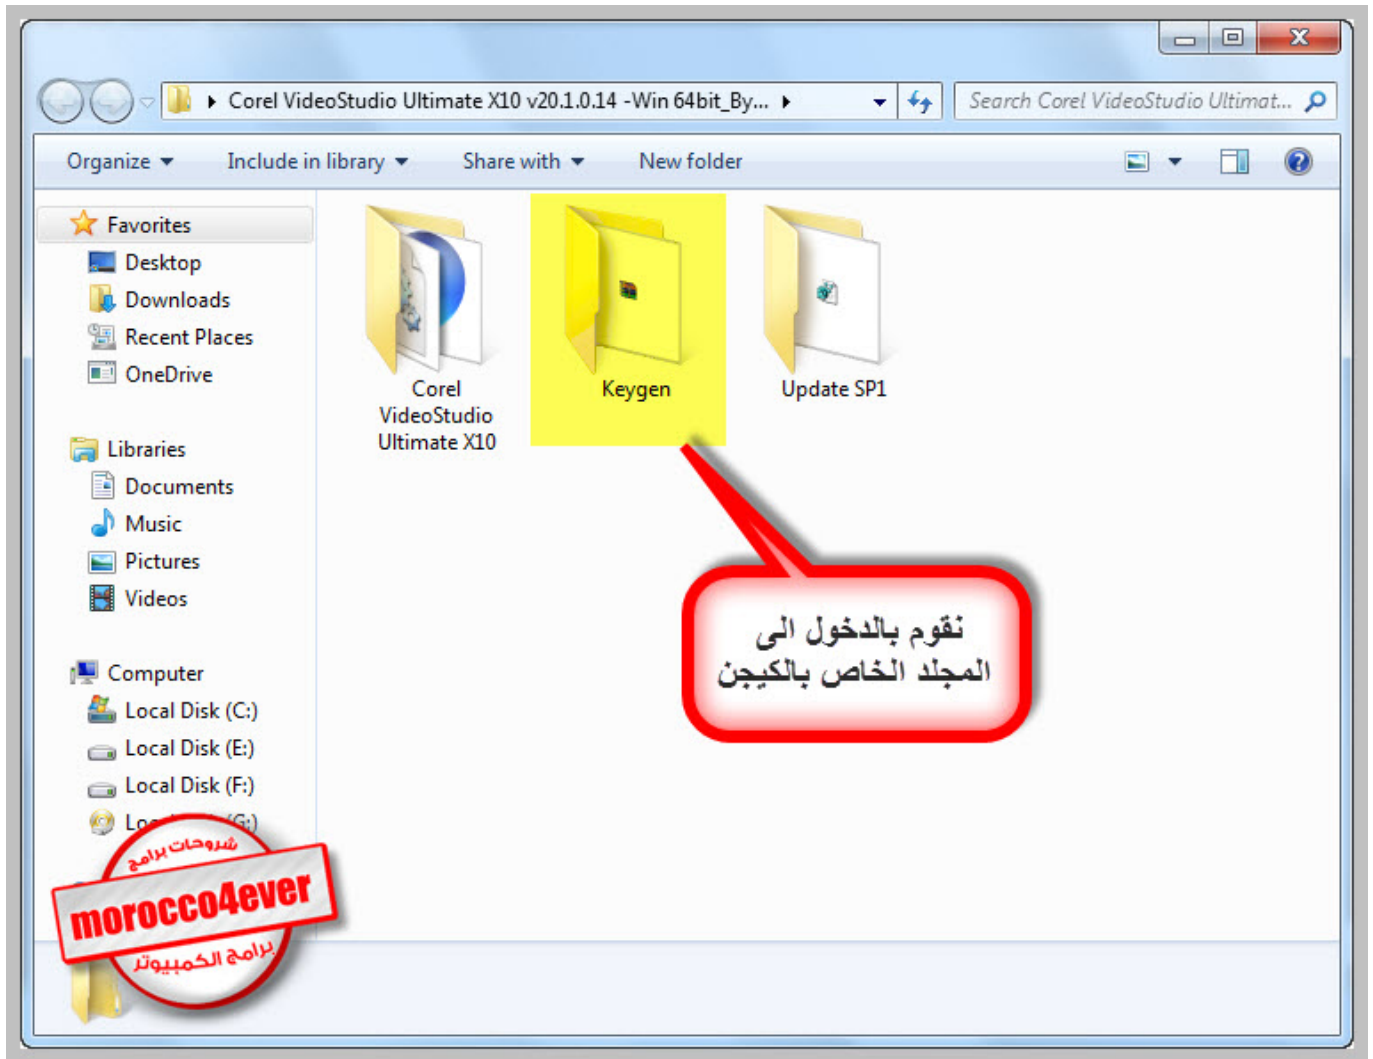 Corel VideoStudio Ultimate X10 v20.1.0.14 -Win 64bit_By...
Search Corel VideoStudio Ultimat...
Organize
Include in library
Share with
New folder
Favorites
Desktop
Downloads
Recent Places
OneDrive
Libraries
Documents
Music
Pictures
Videos
Computer
Local Disk (C:)
Local Disk (E:)
Local Disk (F:)
(G:)
Corel
VideoStudio
Ultimate X10
Keygen
Update SP1
نقوم بالدخول الى
المجلد الخاص بالكيجن
شروحات برامج
morocco4ever
برامج الكمبيوتر